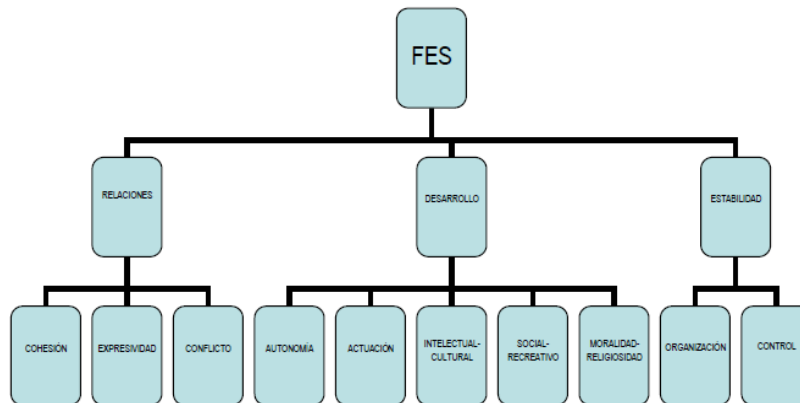 FES
RELACIONES
DESARROLLO
ESTABILIDAD
COHESIÓN
EXPRESIVIDAD
CONFLICTO
AUTONOMÍA
ACTUACIÓN
INTELECTUAL-
CULTURAL
SOCIAL-
RECREATIVO
MORALIDAD-
RELIGIOSIDAD
ORGANIZACIÓN
CONTROL